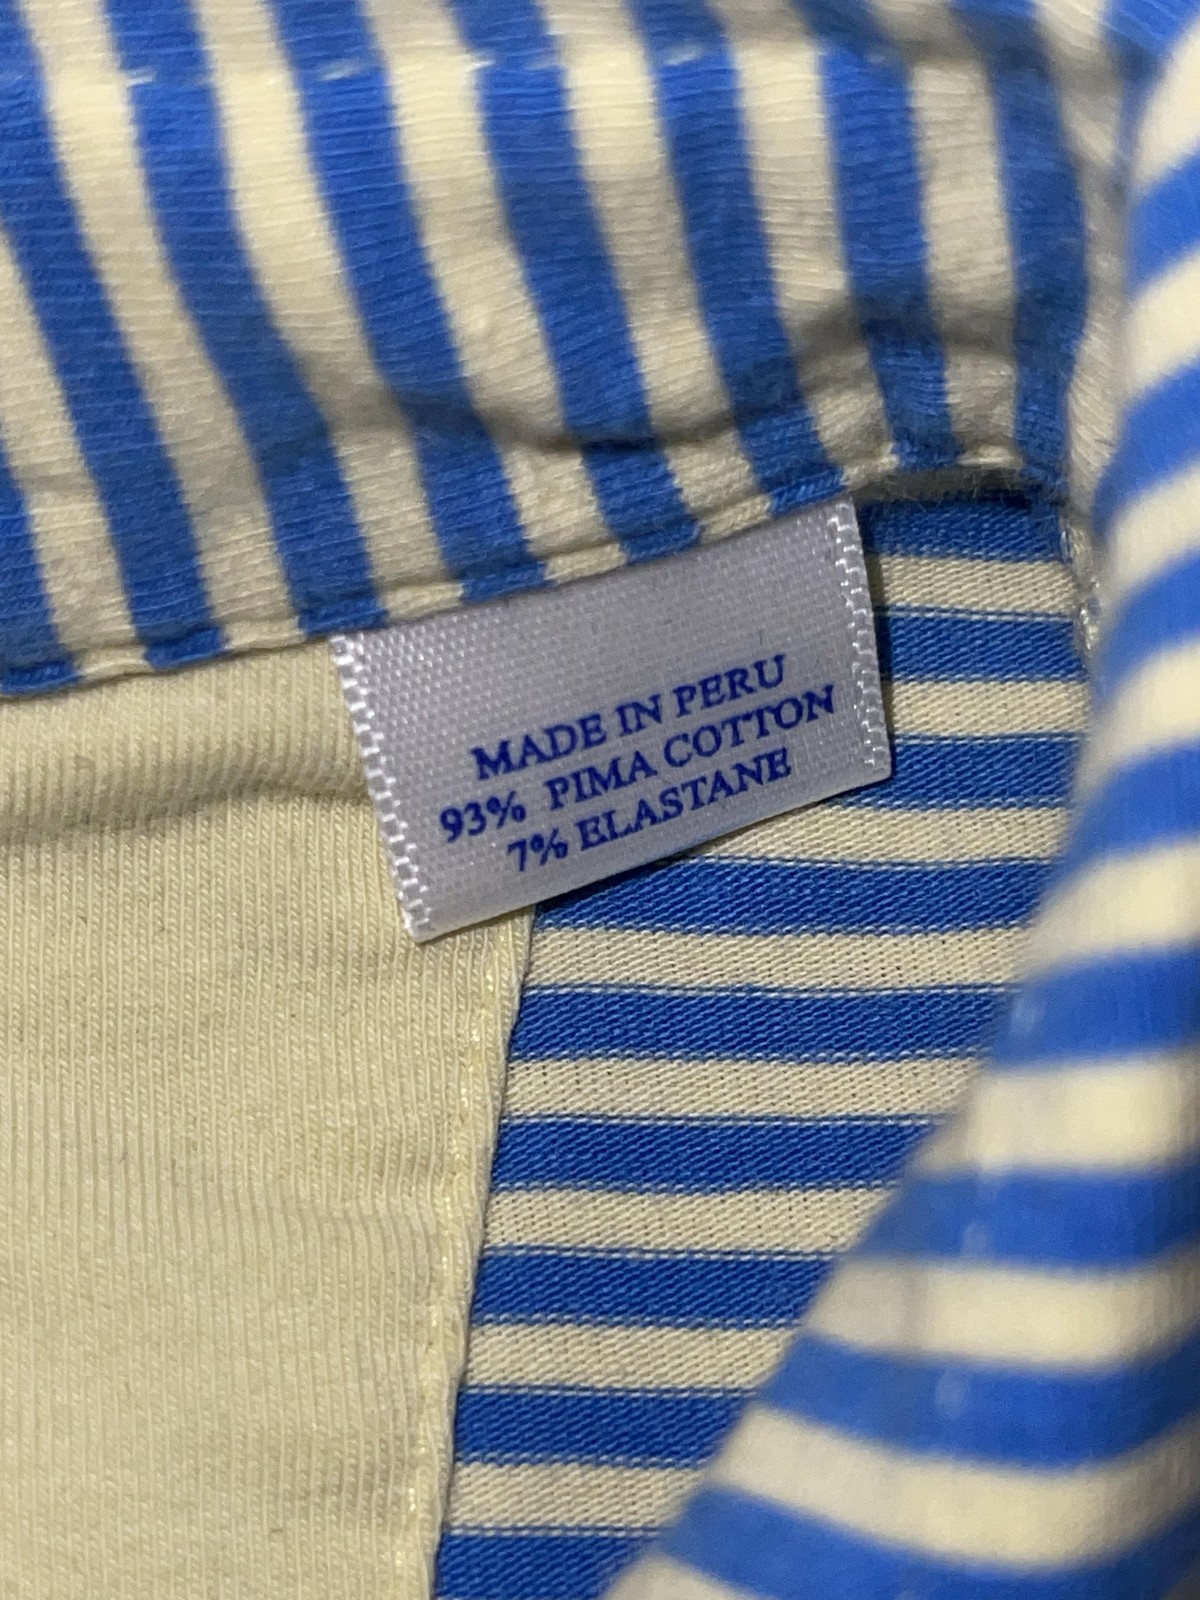 MADE IN PERU
93% PIMA COTTON
7% ELASTANE